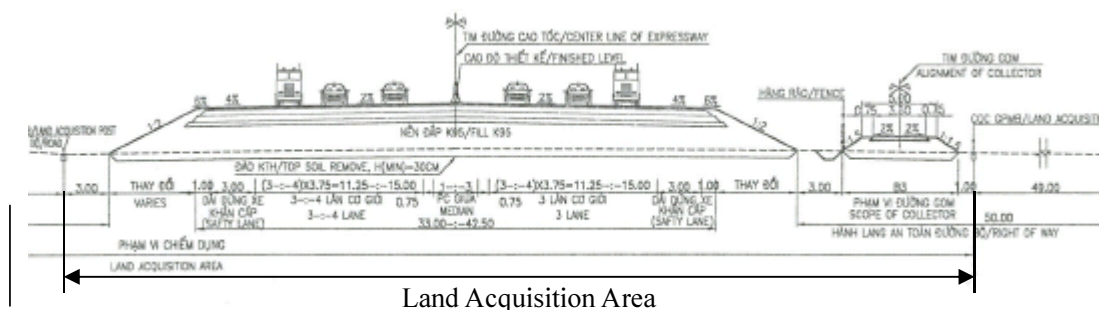 TIM ĐƯỜNG CAO TỐC/CENTER LINE OF EXPRESSWAY
CAO ĐỘ THIẾT KẾ/FINISHED LEVEL
TIM ĐƯỜNG GOM
ALIGNMENT OF COLLECTOR
HÀNG RÀO/FENCE
5.00
0.75 3.50 0.75
6% 4% 2% 2% 4% 6%
1/2 1/2
2% 2%
/LAND ACQUISITION POST
CỌC GPMB/LAND ACQUISITI
NỀN ĐẮP K95/FILL K95
ĐÀO KTH/TOP SOIL REMOVE, H(MIN)=30CM
3.00 THAY ĐỔI 1.00 3.00 (3-:-4)X3.75=11.25-:-15.00 1-:-3 (3-:-4)X3.75=11.25-:-15.00 3.00 1.00 THAY ĐỔI 3.00 B3 1.00 49.00
VARIES DẢI DỪNG XE KHẨN CẤP (SAFTY LANE) 3-:-4 LÀN CƠ GIỚI 3-:-4 LANE 0.75 PC GIỮA MEDIAN 0.75 3 LÀN CƠ GIỚI 3 LANE DẢI DỪNG XE KHẨN CẤP (SAFTY LANE) VARIES
33.00-:-42.50
PHẠM VI ĐƯỜNG GOM
SCOPE OF COLLECTOR
50.00
HÀNH LANG AN TOÀN ĐƯỜNG BỘ/RIGHT OF WAY
PHẠM VI CHIẾM DỤNG
LAND ACQUISITION AREA
Land Acquisition Area